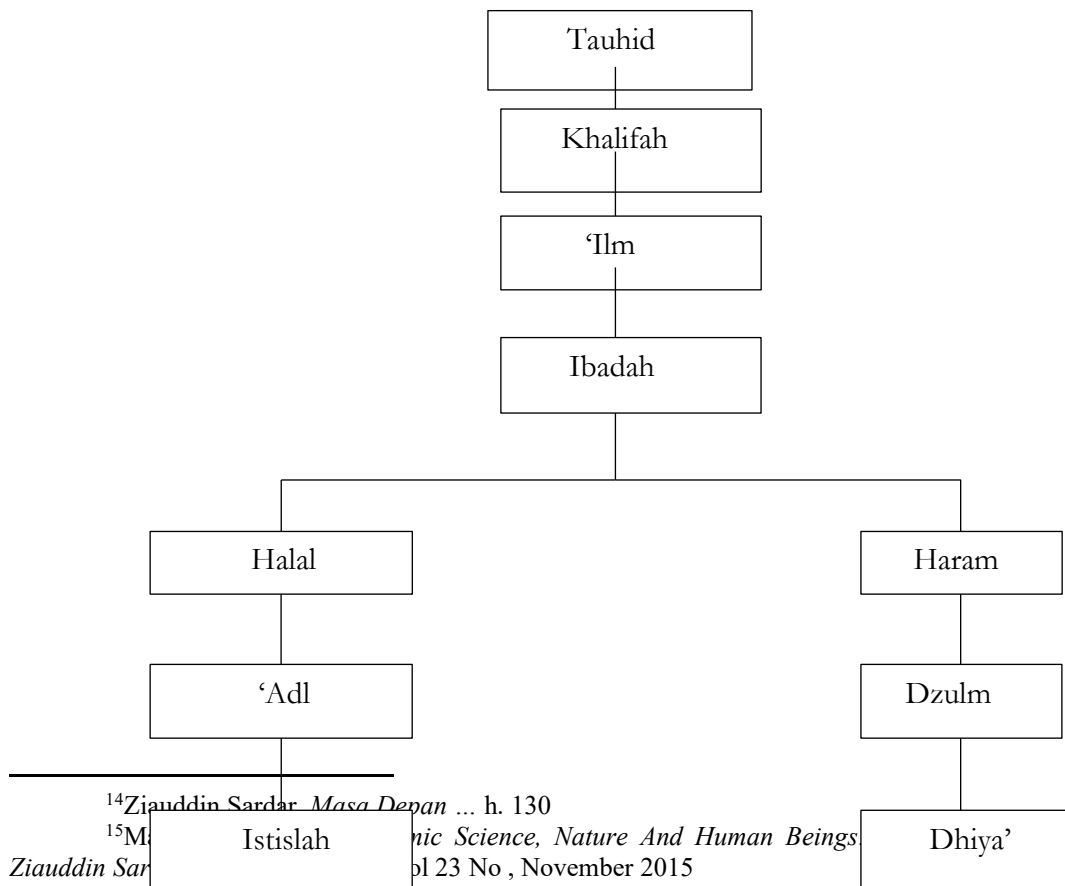 Tauhid
Khalifah
‘Ilm
Ibadah
Halal Haram
‘Adl Dzulm
Istislah Dhiya’
14Ziauddin Sardar, Masa Depan ... h. 130
15Ma nic Science, Nature And Human Beings
Ziauddin Sar ol 23 No , November 2015